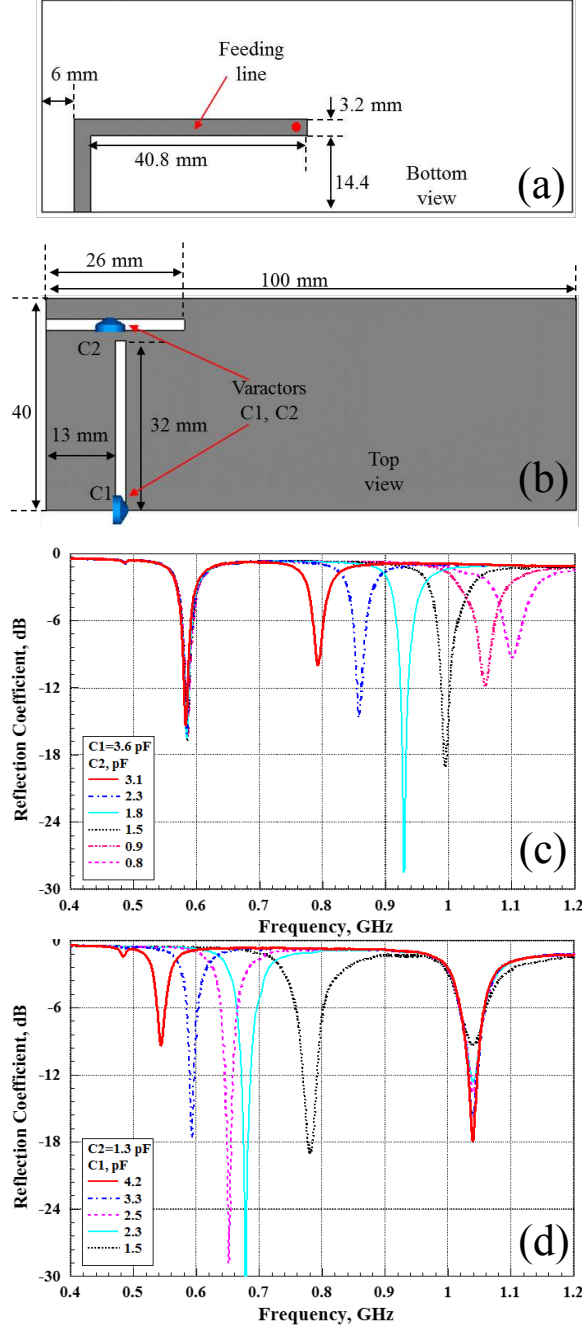 6 mm
Feeding
line
3.2 mm
40.8 mm
14.4
Bottom
view
(a)
26 mm
100 mm
C2
40
Varactors
C1, C2
13 mm
32 mm
C1
Top
view
(b)
Reflection Coefficient, dB
0
-6
-12
-18
-24
-30
C1=3.6 pF
C2, pF
3.1
2.3
1.8
1.5
0.9
0.8
(c)
0.4 0.5 0.6 0.7 0.8 0.9 1 1.1 1.2
Frequency, GHz
Reflection Coefficient, dB
0
-6
-12
-18
-24
-30
C2=1.3 pF
C1, pF
4.2
3.3
2.5
2.3
1.5
(d)
0.4 0.5 0.6 0.7 0.8 0.9 1 1.1 1.2
Frequency, GHz